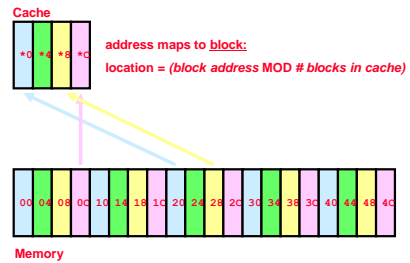 Cache
*0 *4 *8 *C
address maps to block:
location = (block address MOD # blocks in cache)
00 04 08 0C 10 14 18 1C 20 24 28 2C 30 34 38 3C 40 44 48 4C
Memory